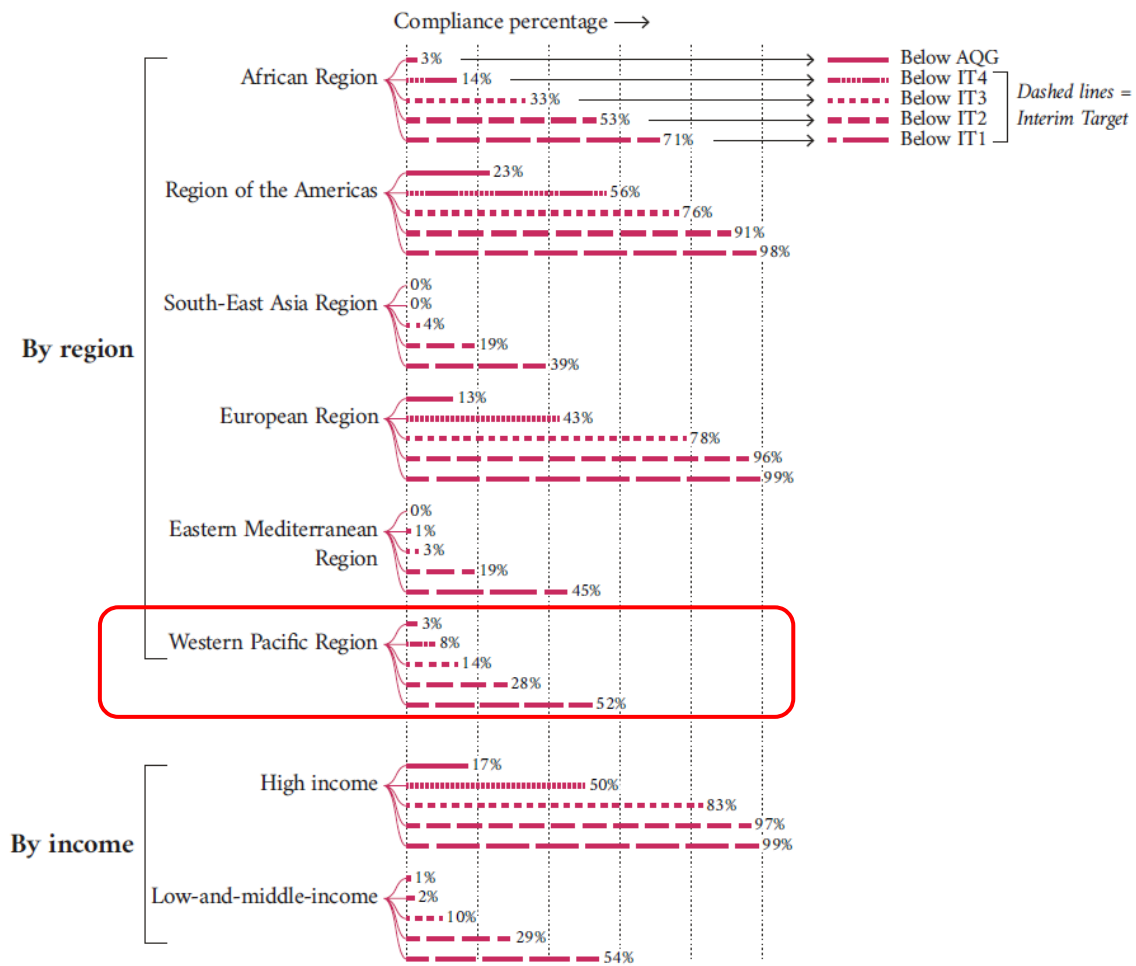 Compliance percentage
3%
Below AQG
African Region
14%
Below IT4
33%
Below IT3
Dashed lines =
Interim Target
53%
Below IT2
71%
Below IT1
23%
Region of the Americas
56%
76%
91%
98%
0%
South-East Asia Region
0%
4%
By region
19%
39%
13%
European Region
43%
78%
96%
99%
0%
Eastern Mediterranean
Region
1%
3%
19%
45%
3%
Western Pacific Region
8%
14%
28%
52%
17%
High income
50%
83%
97%
By income
99%
1%
Low-and-middle-income
2%
10%
29%
54%